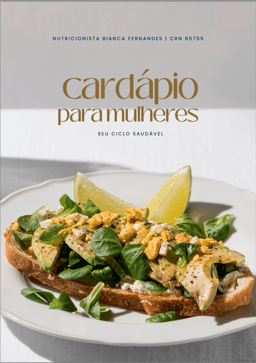 NUTRICIONISTA BIANCA FERNANDES | CRN 65755
cardápio
para mulheres
SEU CICLO SAUDÁVEL